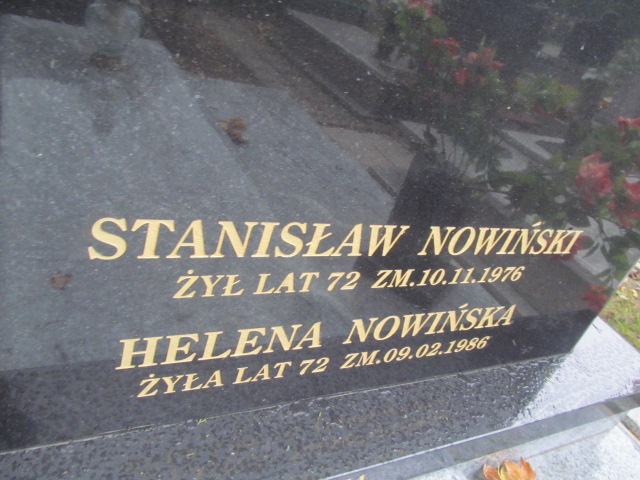 STANISŁAW NOWIŃSKI
ŻYŁ LAT 72 ZM.10.11.1976
HELENA NOWIŃSKA
ŻYŁA LAT 72 ZM.09.02.1986